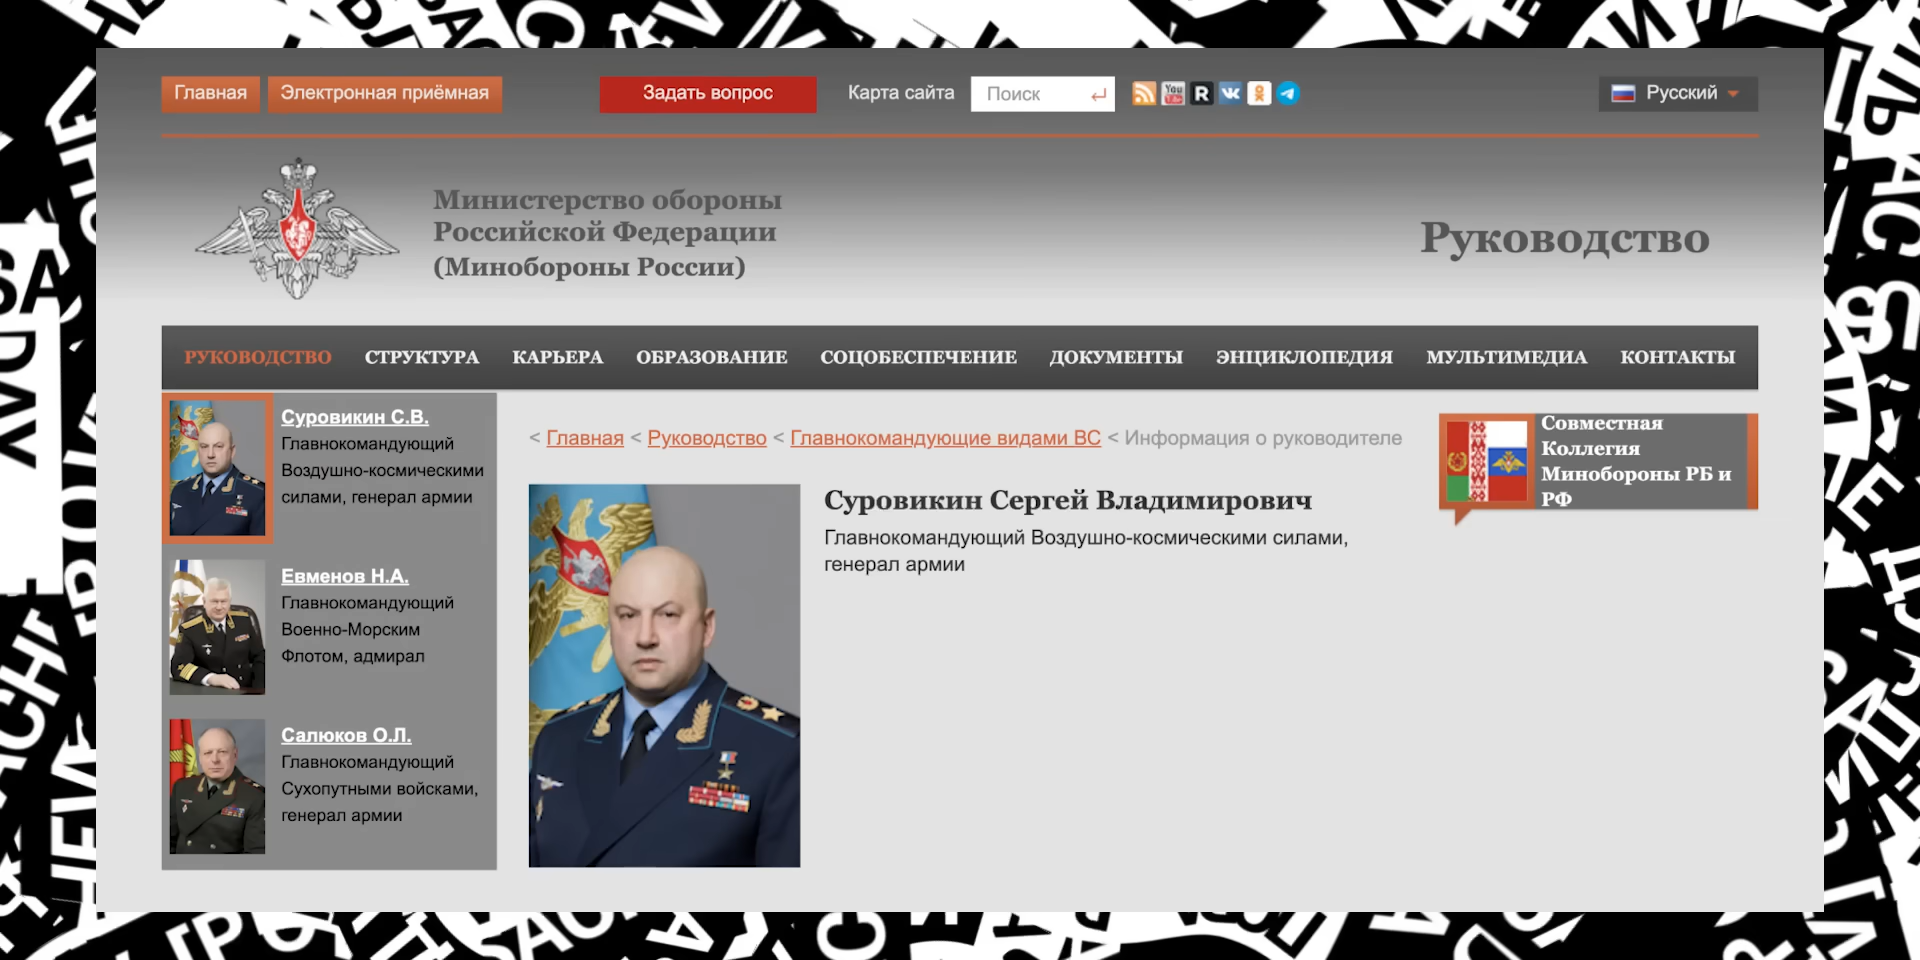 Главная
Электронная приёмная
Задать вопрос
Карта сайта
Поиск
You
R
Русский
Министерство обороны
Российской Федерации
(Минобороны России)
Руководство
РУКОВОДСТВО
СТРУКТУРА
КАРЬЕРА
ОБРАЗОВАНИЕ
СОЦОБЕСПЕЧЕНИЕ
ДОКУМЕНТЫ
ЭНЦИКЛОПЕДИЯ
МУЛЬТИМЕДИА
КОНТАКТЫ
Суровикин С.В.
Главнокомандующий
Воздушно-космическими
силами, генерал армии
Евменов Н.А.
Главнокомандующий
Военно-Морским
Флотом, адмирал
Салюков О.Л.
Главнокомандующий
Сухопутными войсками,
генерал армии
< Главная < Руководство < Главнокомандующие видами ВС < Информация о руководителе
Суровикин Сергей Владимирович
Главнокомандующий Воздушно-космическими силами,
генерал армии
Совместная
Коллегия
Минобороны РБ и
РФ